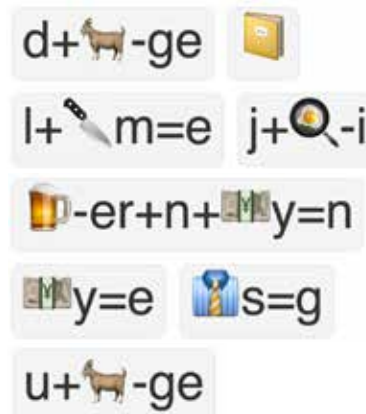 d+🐐-ge 📔
l+🔪m=e j+🍳-i
🍺-er+n+💵y=n
💵y=e 👔s=g
u+🐐-ge